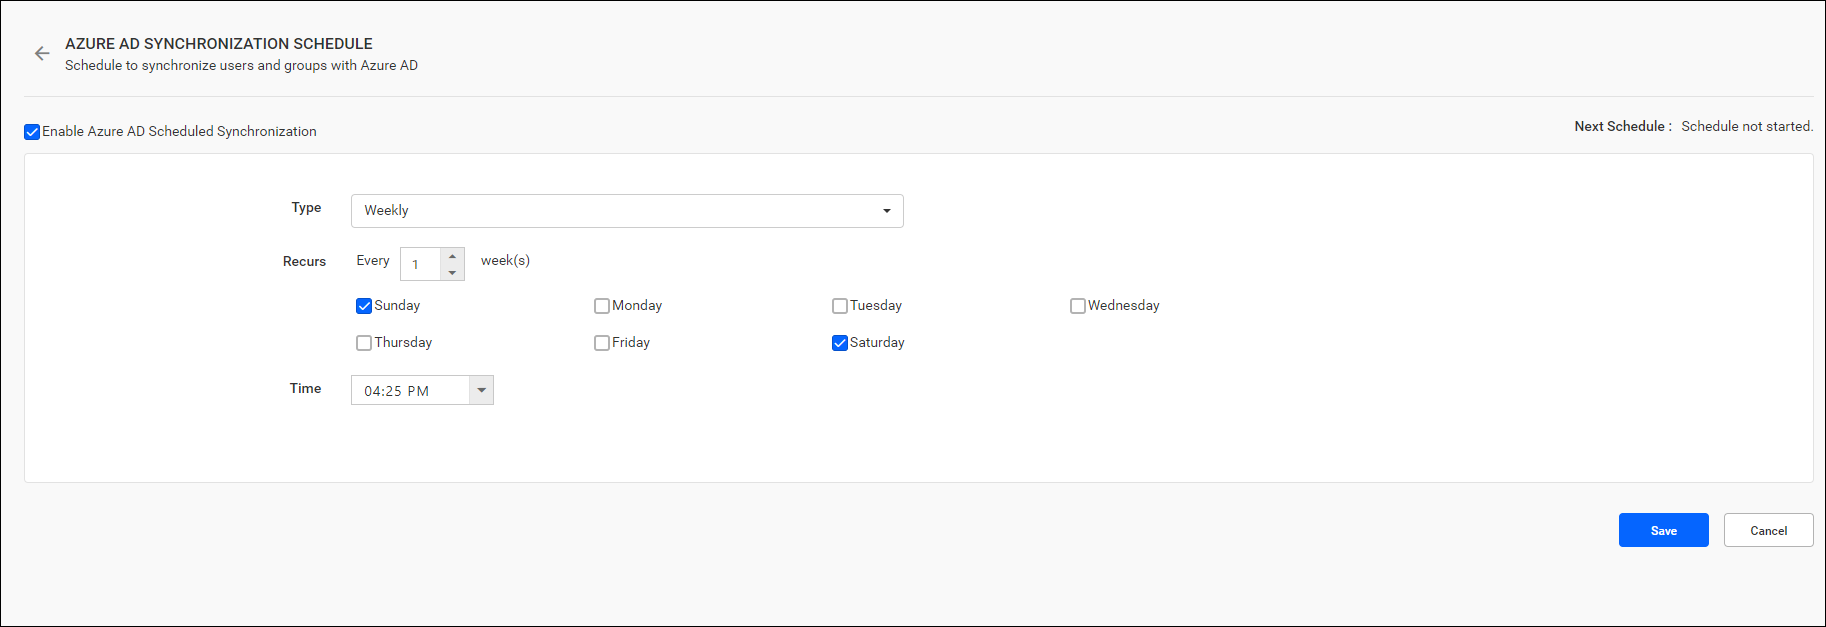 AZURE AD SYNCHRONIZATION SCHEDULE
Schedule to synchronize users and groups with Azure AD
Enable Azure AD Scheduled Synchronization
Next Schedule : Schedule not started.
Type Weekly
Recurs Every 1 week(s)
Sunday Monday Tuesday Wednesday
Thursday Friday Saturday
Time 04:25 PM
Save Cancel